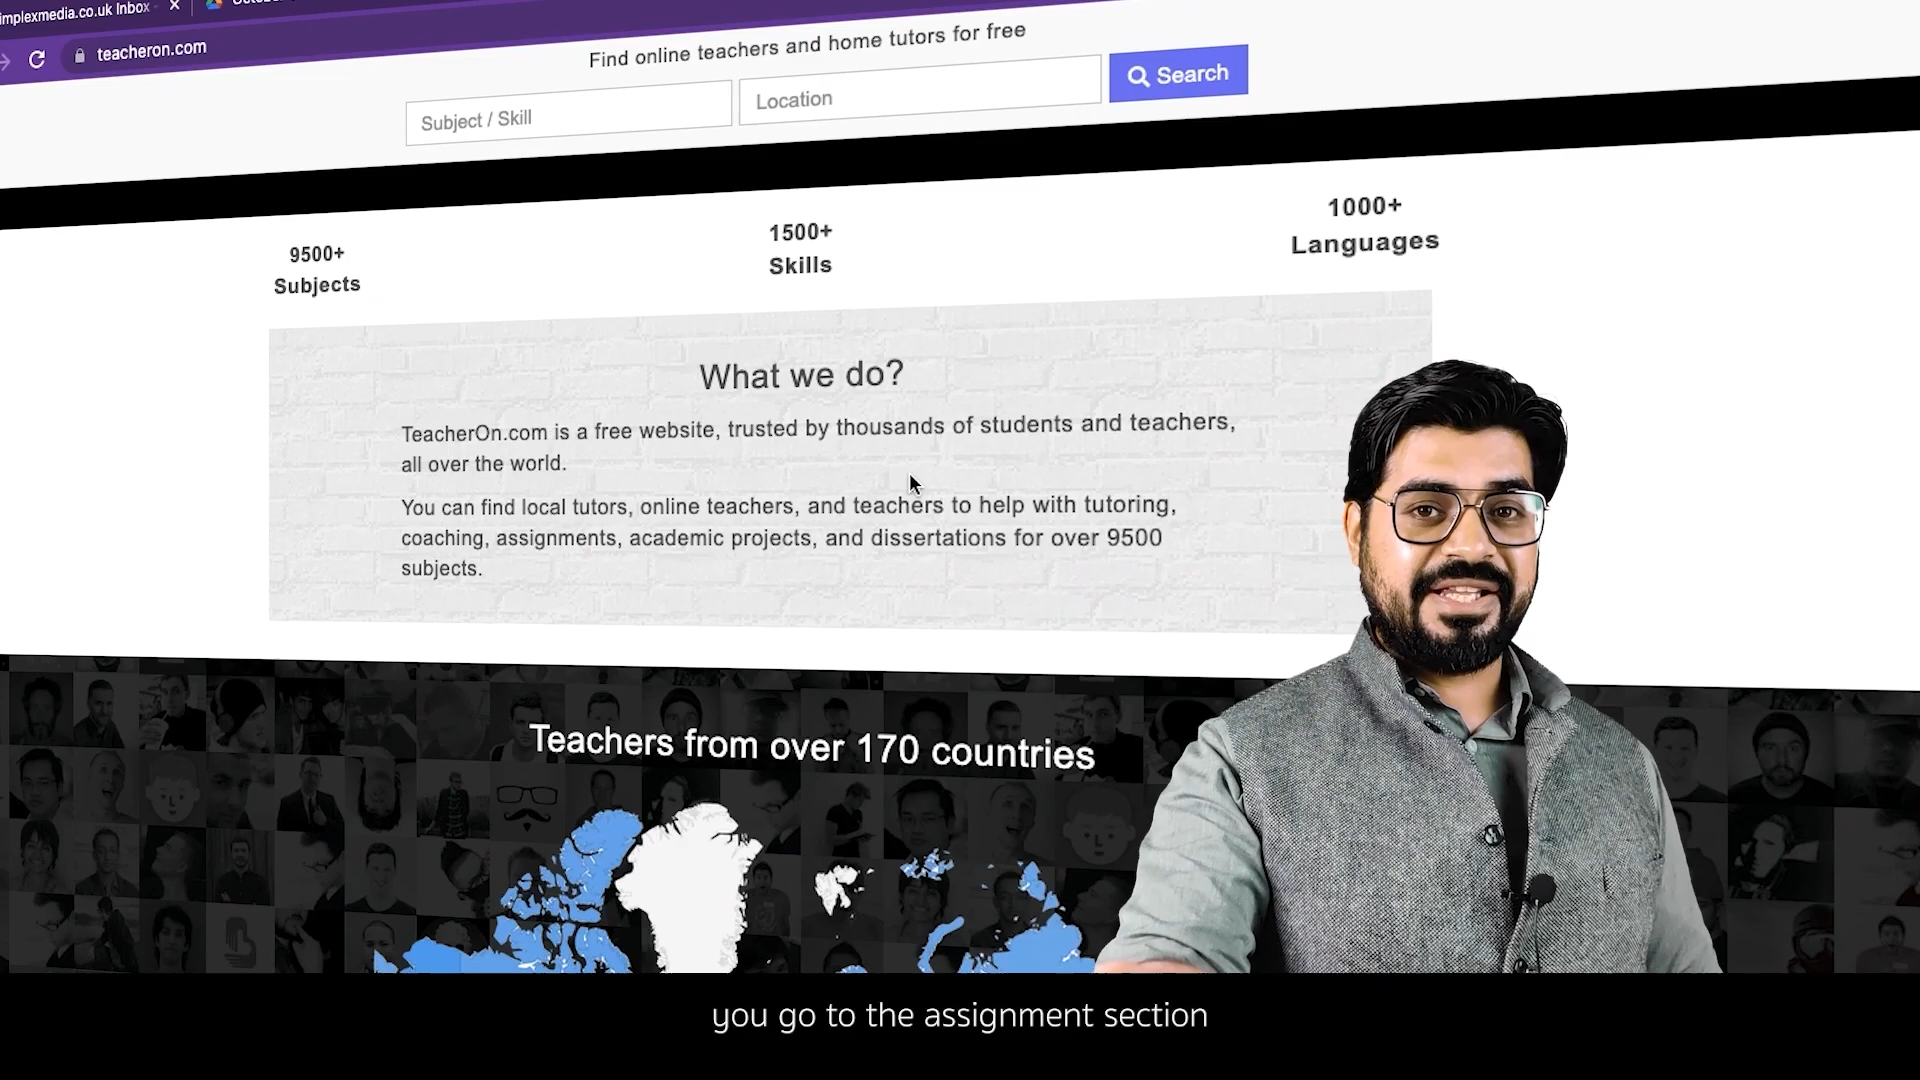 implexmedia.co.uk Inbox
teacheron.com
Find online teachers and home tutors for free
Subject / Skill
Location
Search
9500+
Subjects
1500+
Skills
1000+
Languages
What we do?
TeacherOn.com is a free website, trusted by thousands of students and teachers,
all over the world.
You can find local tutors, online teachers, and teachers to help with tutoring,
coaching, assignments, academic projects, and dissertations for over 9500
subjects.
Teachers from over 170 countries
you go to the assignment section